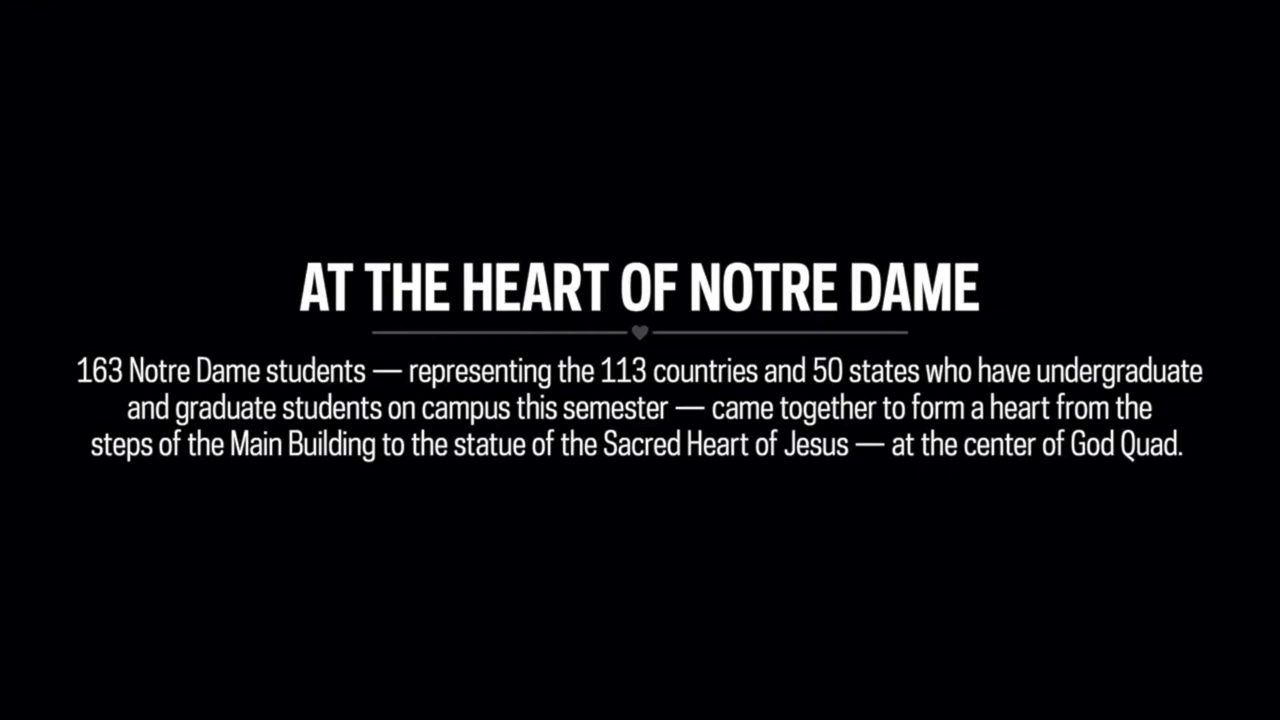 AT THE HEART OF NOTRE DAME
163 Notre Dame students — representing the 113 countries and 50 states who have undergraduate
and graduate students on campus this semester — came together to form a heart from the
steps of the Main Building to the statue of the Sacred Heart of Jesus — at the center of God Quad.